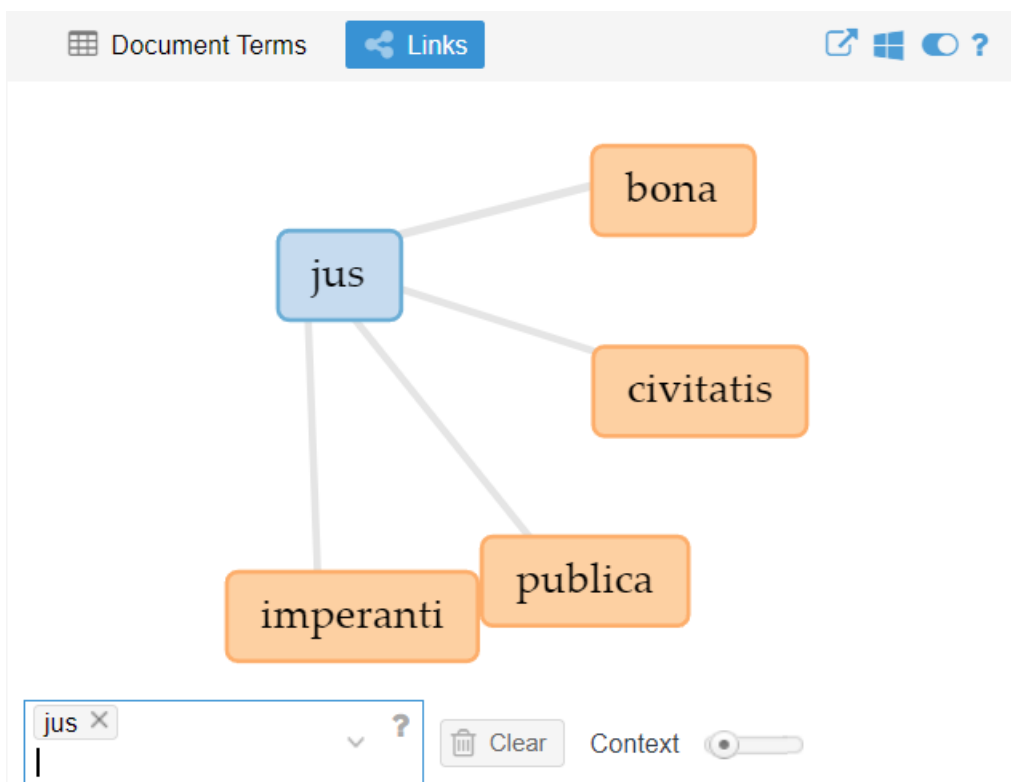 Document Terms Links ?
bona
jus
civitatis
publica
imperanti
jus × ?
Clear Context